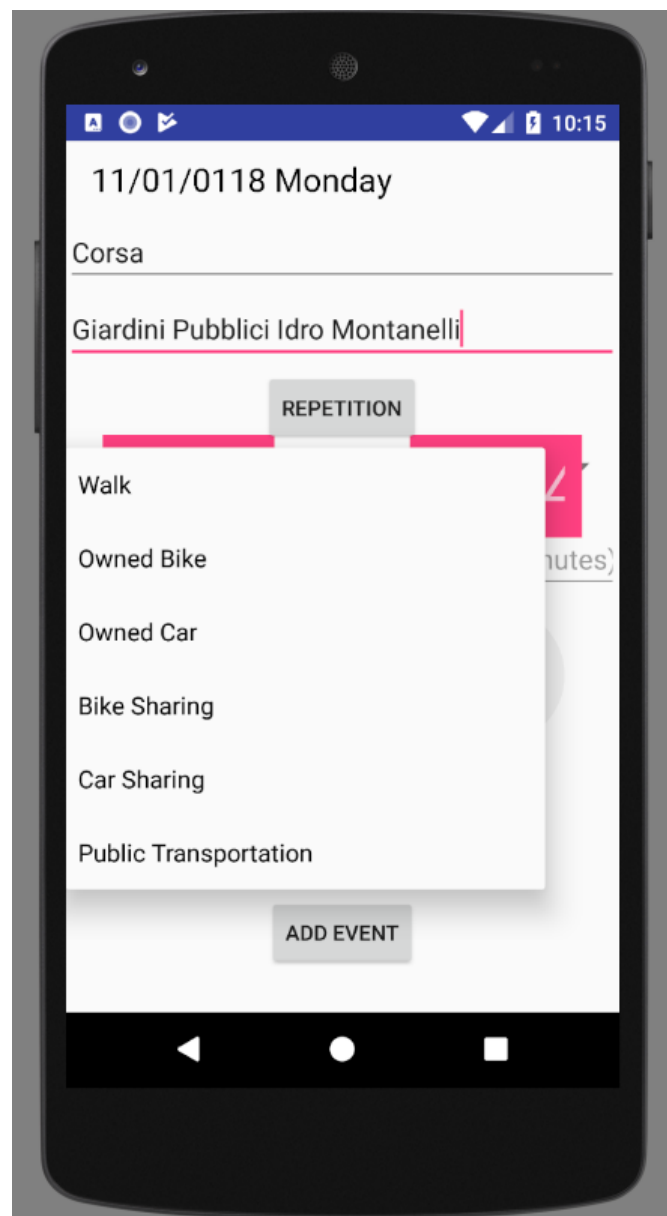 10:15
11/01/0118 Monday
Corsa
Giardini Pubblici Idro Montanelli
REPETITION
Walk
Owned Bike
nutes)
Owned Car
Bike Sharing
Car Sharing
Public Transportation
ADD EVENT